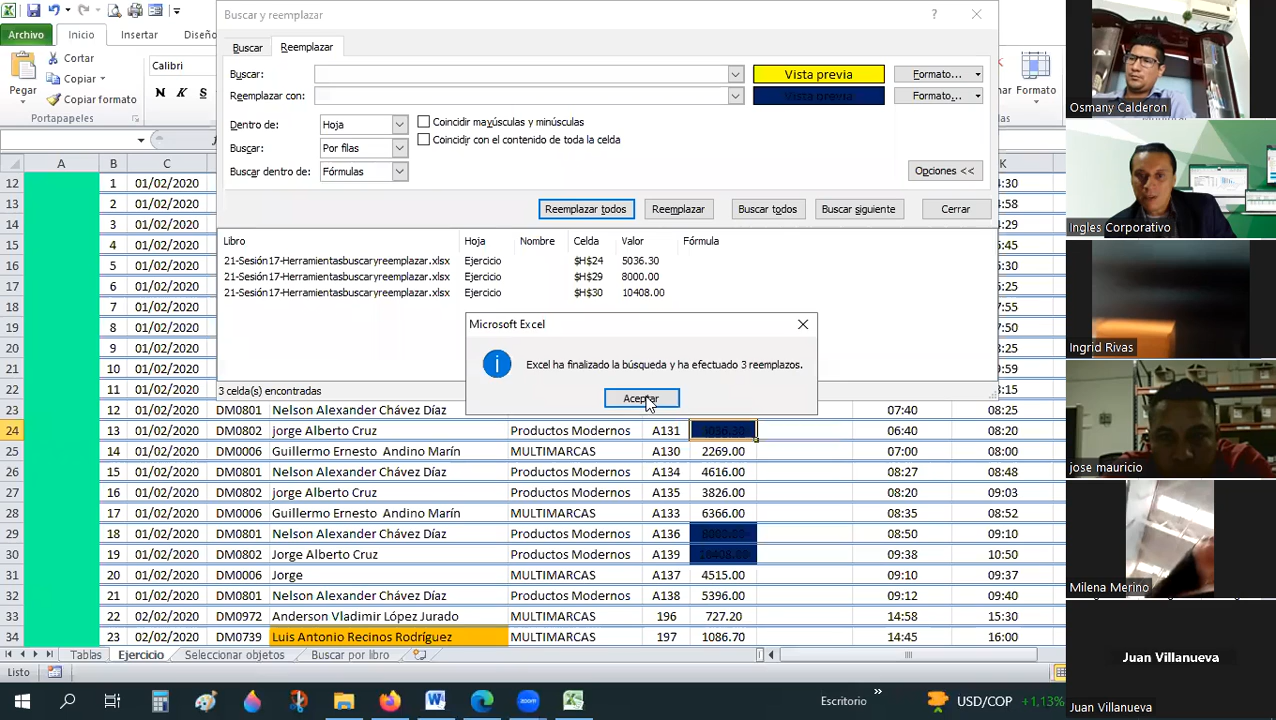 Buscar y reemplazar
?
Archivo
Inicio
Insertar
Diseño
Buscar
Reemplazar
Cortar
Copiar
Copiar formato
Pegar
Portapapeles
Calibri
N K S
Buscar:
Vista previa
Formato...
Reemplazar con:
Vista previa
Formato...
Dentro de:
Hoja
Coincidir mayúsculas y minúsculas
Buscar:
Por filas
Coincidir con el contenido de toda la celda
Buscar dentro de:
Fórmulas
Opciones <<
Reemplazar todos
Reemplazar
Buscar todos
Buscar siguiente
Cerrar
Formato
Libro Hoja Nombre Celda Valor Fórmula
21-Sesión17-Herramientasbuscaryreemplazar.xlsx Ejercicio $H$24 5036.30
21-Sesión17-Herramientasbuscaryreemplazar.xlsx Ejercicio $H$29 8000.00
21-Sesión17-Herramientasbuscaryreemplazar.xlsx Ejercicio $H$30 10408.00
3 celda(s) encontradas
Microsoft Excel
Excel ha finalizado la búsqueda y ha efectuado 3 reemplazos.
Aceptar
A B C K
12 1 01/02/2020
13 2 01/02/2020
14 3 01/02/2020
15 4 01/02/2020
16 5 01/02/2020
17 6 01/02/2020
18 7 01/02/2020
19 8 01/02/2020
20 9 01/02/2020
21 10 01/02/2020
22 11 01/02/2020
23 12 01/02/2020 DM0801 Nelson Alexander Chávez Díaz 07:40 08:25
24 13 01/02/2020 DM0802 jorge Alberto Cruz Productos Modernos A131 5036.30 06:40 08:20
25 14 01/02/2020 DM0006 Guillermo Ernesto Andino Marín MULTIMARCAS A130 2269.00 07:00 08:00
26 15 01/02/2020 DM0801 Nelson Alexander Chávez Díaz Productos Modernos A134 4616.00 08:27 08:48
27 16 01/02/2020 DM0802 jorge Alberto Cruz Productos Modernos A135 3826.00 08:20 09:03
28 17 01/02/2020 DM0006 Guillermo Ernesto Andino Marín MULTIMARCAS A133 6366.00 08:35 08:52
29 18 01/02/2020 DM0801 Nelson Alexander Chávez Díaz Productos Modernos A136 8000.00 08:50 09:10
30 19 01/02/2020 DM0802 Jorge Alberto Cruz Productos Modernos A139 10408.00 09:38 10:50
31 20 01/02/2020 DM0006 Jorge MULTIMARCAS A137 4515.00 09:10 09:37
32 21 01/02/2020 DM0801 Nelson Alexander Chávez Díaz Productos Modernos A138 5396.00 09:12 09:40
33 22 02/02/2020 DM0972 Anderson Vladimir López Jurado MULTIMARCAS 196 727.20 14:58 15:30
34 23 02/02/2020 DM0739 Luis Antonio Recinos Rodríguez MULTIMARCAS 197 1086.70 14:45 16:00
Tablas
Ejercicio
Seleccionar objetos
Buscar por libro
Listo
Escritorio
USD/COP
+1,13%
Osmany Calderon
Ingles Corporativo
Ingrid Rivas
jose mauricio
Milena Merino
Juan Villanueva
Juan Villanueva